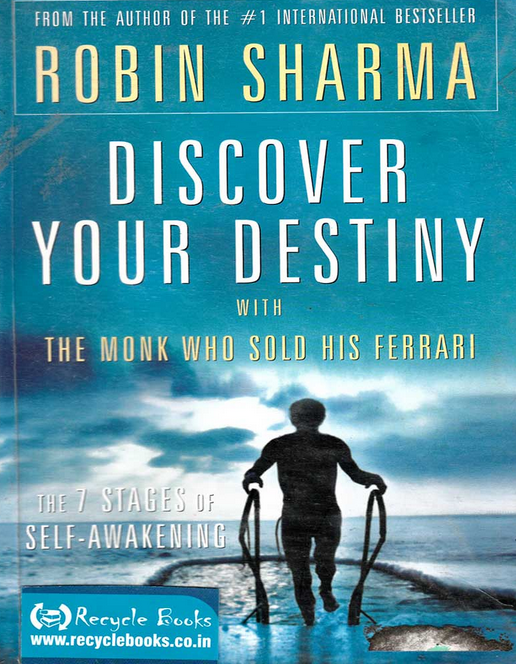 FROM THE AUTHOR OF THE #1 INTERNATIONAL BESTSELLER
ROBIN SHARMA
DISCOVER
YOUR DESTINY
WITH
THE MONK WHO SOLD HIS FERRARI
THE 7 STAGES OF
SELF-AWAKENING
Recycle Books
www.recyclebooks.co.in